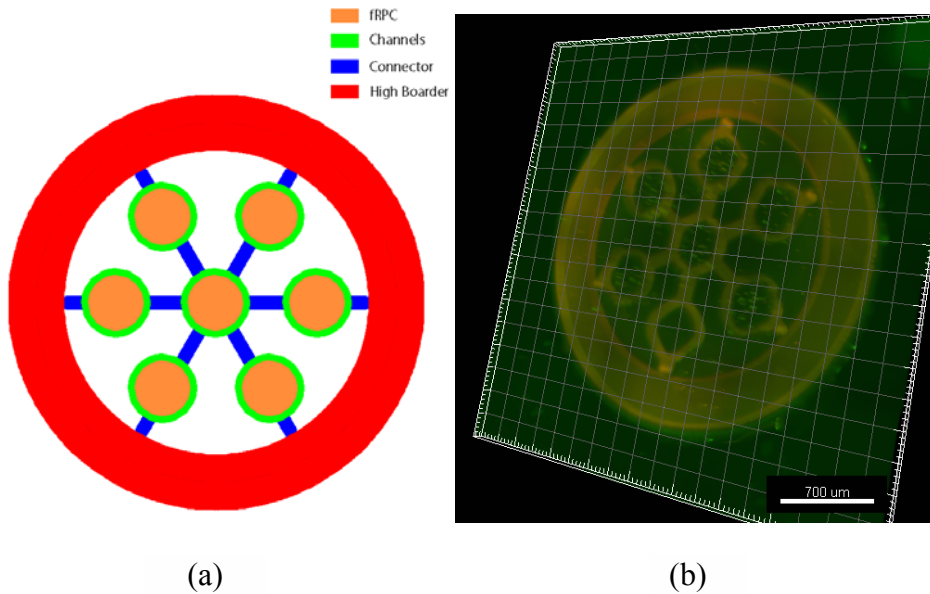 fRPC
Channels
Connector
High Boarder
700 um
(a)
(b)